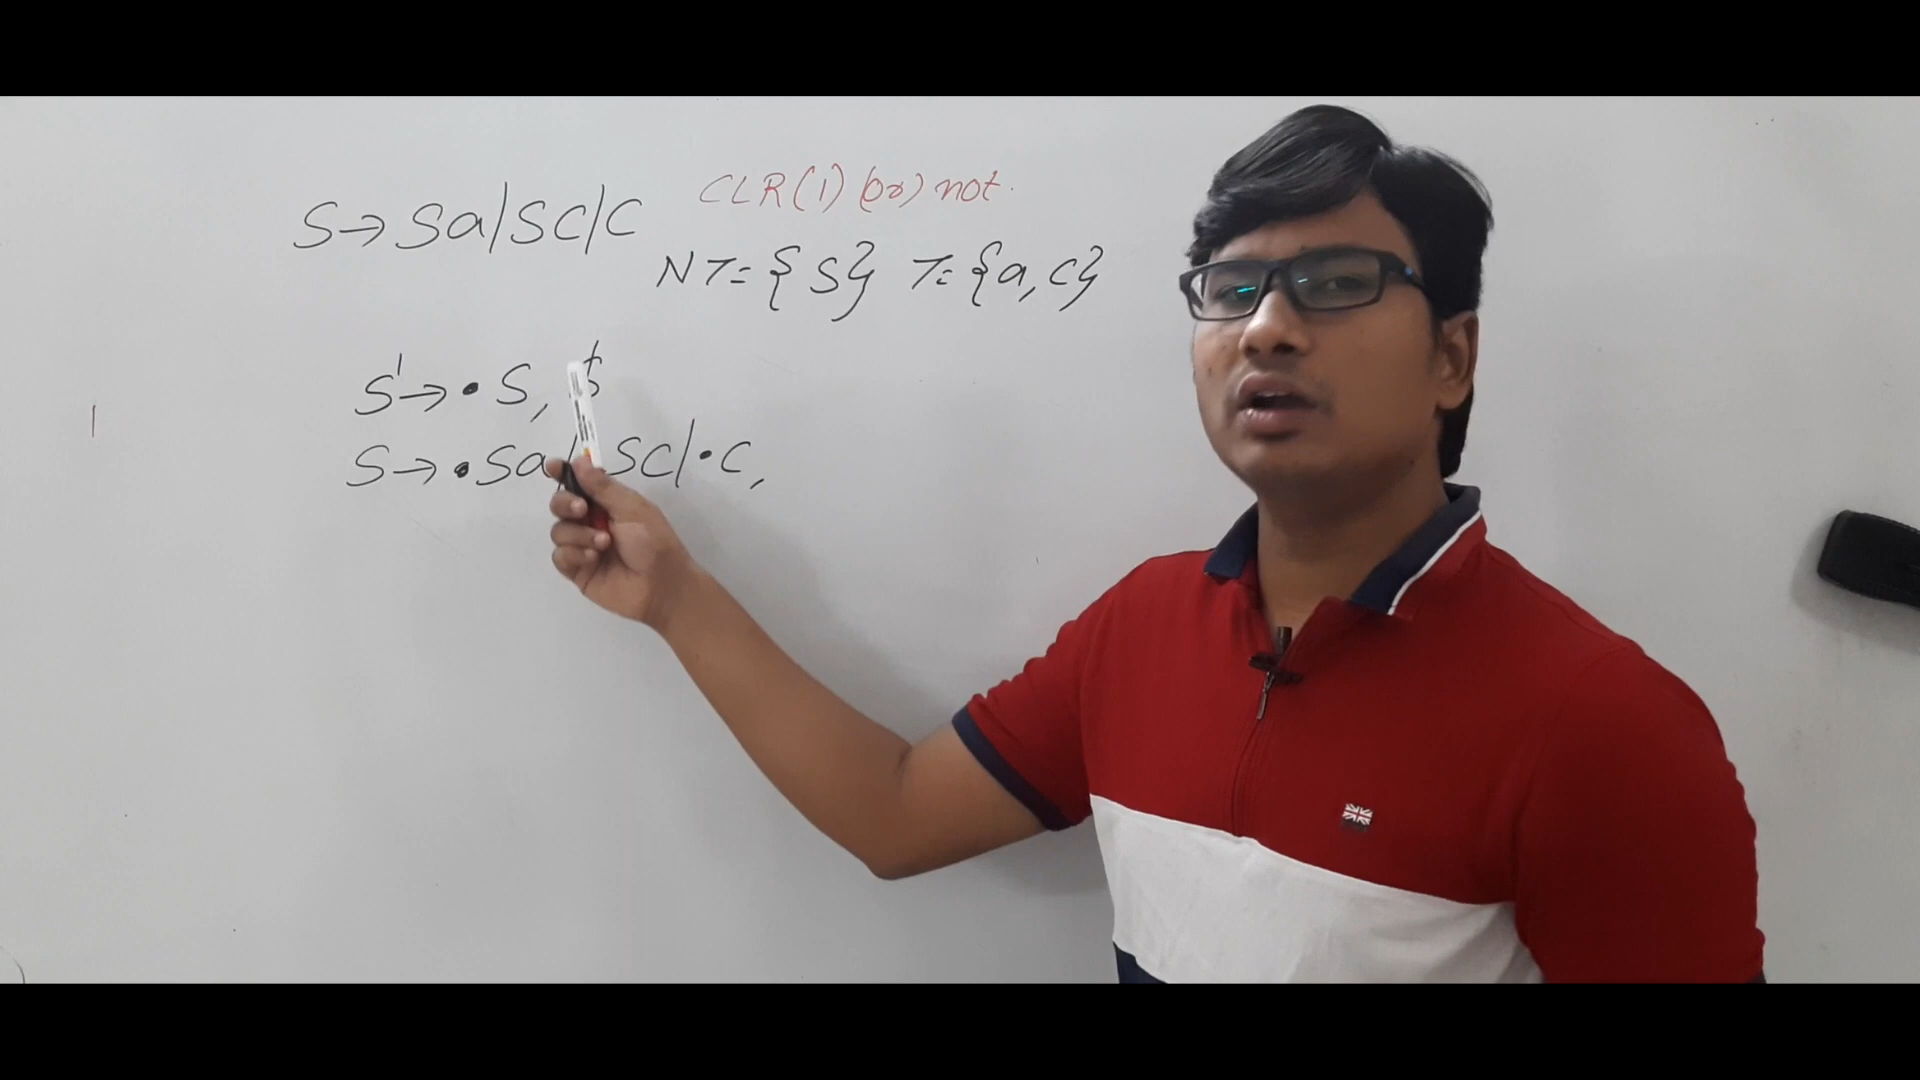 CLR(1) (or) not.
S→Sa|Sc|c
NT={S} T={a,c}
S'→•S, $
S→•Sa| Sc|•c,